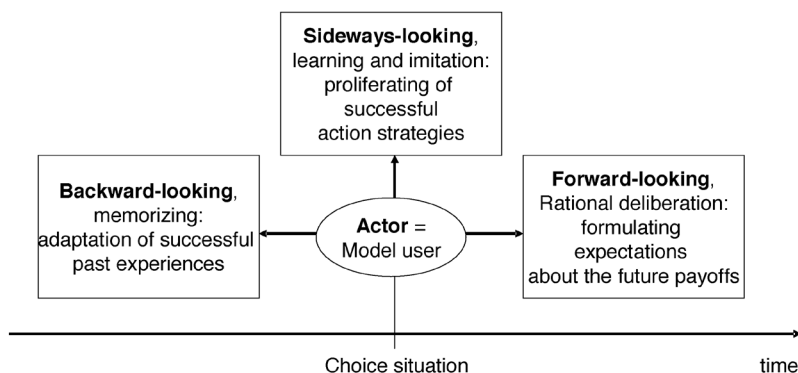 Sideways-looking,
learning and imitation:
proliferating of
successful
action strategies
Backward-looking,
memorizing:
adaptation of successful
past experiences
Actor =
Model user
Forward-looking,
Rational deliberation:
formulating
expectations
about the future payoffs
Choice situation
time